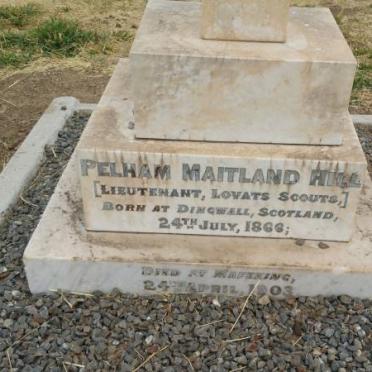 PELHAM MAITLAND HILL
[LIEUTENANT, LOVATS SCOUTS,]
BORN AT DINGWALL, SCOTLAND,
24TH JULY, 1866;
DIED AT MAFEKING,
24TH APRIL, 1903.